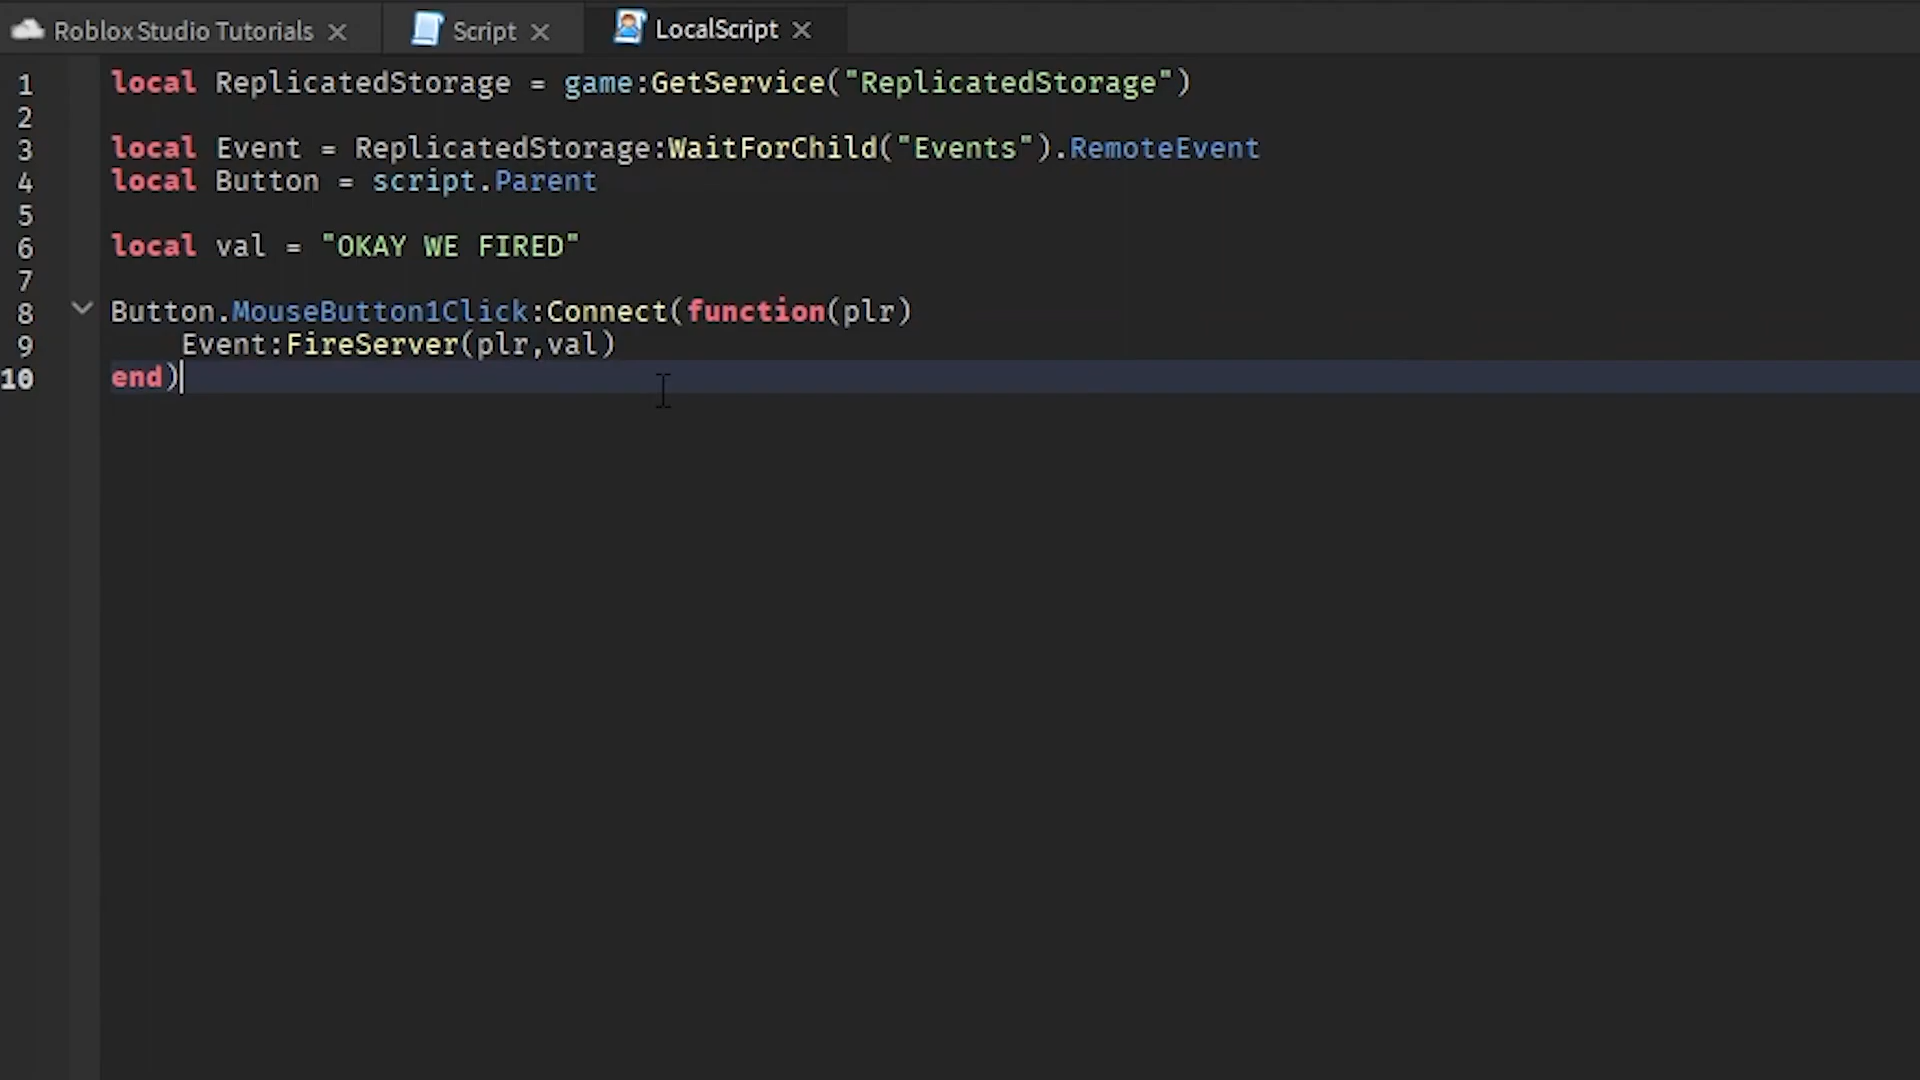 Roblox Studio Tutorials Script LocalScript
1 local ReplicatedStorage = game:GetService("ReplicatedStorage")
2
3 local Event = ReplicatedStorage:WaitForChild("Events").RemoteEvent
4 local Button = script.Parent
5
6 local val = "OKAY WE FIRED"
7
8 Button.MouseButton1Click:Connect(function(plr)
9     Event:FireServer(plr,val)
10 end)